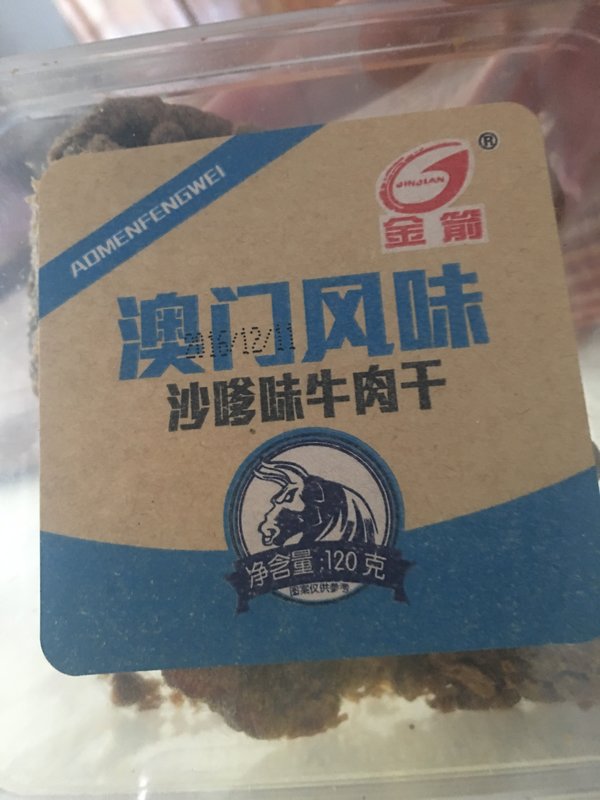 AOMENFENGWEI
JINJIAN
®
金箭
澳门风味
2016/12/11
沙嗲味牛肉干
净含量:120克
图案仅供参考